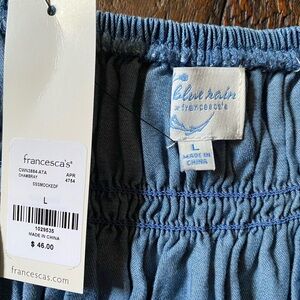 francesca's®
CWN3884-ATA
CHAMBRAY
APR
4764
SSSMOCKEDF
L
1029535
MADE IN CHINA
$ 46.00
francescas.com
blue rain
francesca's
L
MADE IN
CHINA